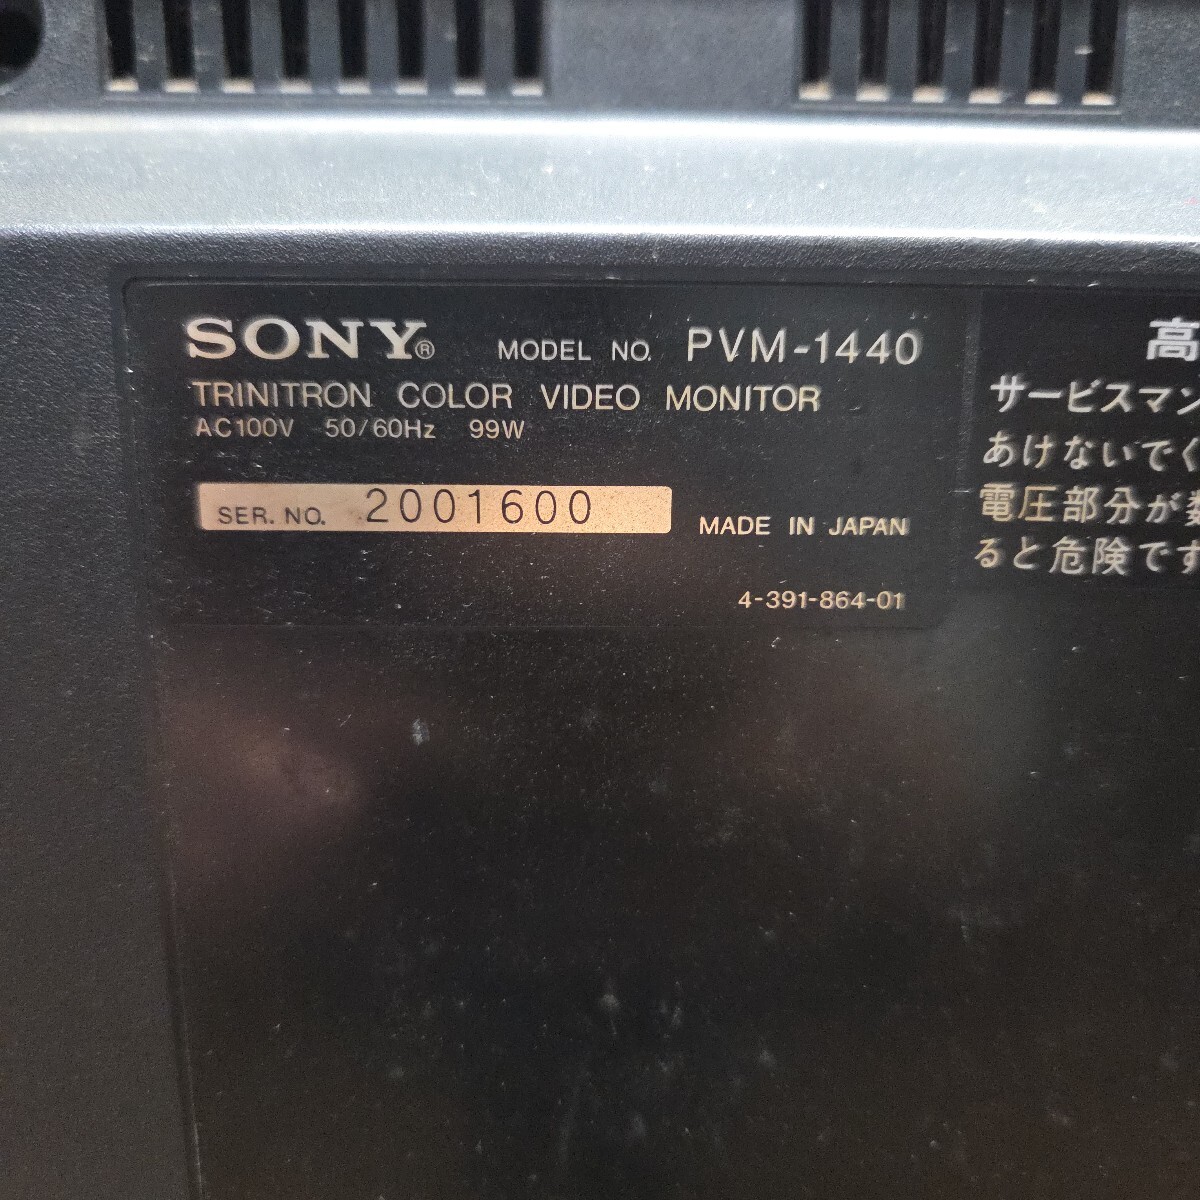 SONY® MODEL NO. PVM-1440
TRINITRON COLOR VIDEO MONITOR
AC100V 50/60Hz 99W
SER. NO. 2001600
MADE IN JAPAN
4-391-864-01
高
サービスマン
あけないでく
電圧部分が数
ると危険です